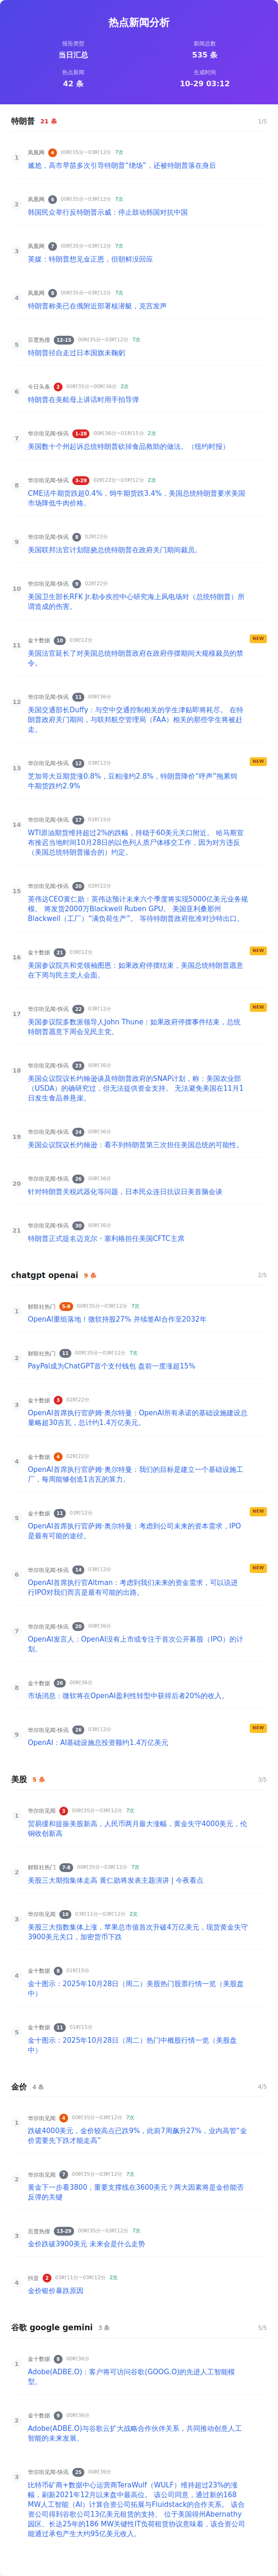 热点新闻分析
报告类型
当日汇总
新闻总数
535 条
热点新闻
42 条
生成时间
10-29 03:12
特朗普 21 条 1/5
1
凤凰网 4 00时35分~03时12分 7次
尴尬，高市早苗多次引导特朗普“绕场”，还被特朗普落在身后
2
凤凰网 6 00时35分~03时12分 7次
韩国民众举行反特朗普示威：停止鼓动韩国对抗中国
3
凤凰网 7 00时35分~03时12分 7次
英媒：特朗普想见金正恩，但朝鲜没回应
4
凤凰网 8 00时35分~03时12分 7次
特朗普称美已在俄附近部署核潜艇，克宫发声
5
百度热搜 12-15 00时35分~03时12分 7次
特朗普径自走过日本国旗未鞠躬
6
今日头条 2 00时35分~00时36分 2次
特朗普在美航母上讲话时用手拍导弹
7
华尔街见闻-快讯 1-28 00时36分~01时15分 2次
美国数十个州起诉总统特朗普砍掉食品救助的做法。（纽约时报）
8
华尔街见闻-快讯 3-29 02时22分~03时12分 2次
CME活牛期货跌超0.4%，饲牛期货跌3.4%，美国总统特朗普要求美国
市场降低牛肉价格。
9
华尔街见闻-快讯 8 02时22分
美国联邦法官计划阻挠总统特朗普在政府关门期间裁员。
10
华尔街见闻-快讯 9 02时22分
美国卫生部长RFK Jr.勒令疾控中心研究海上风电场对（总统特朗普）所
谓造成的伤害。
11
金十数据 10 03时12分
NEW
美国法官延长了对美国总统特朗普政府在政府停摆期间大规模裁员的禁
令。
12
华尔街见闻-快讯 11 00时36分
美国交通部长Duffy：与空中交通控制相关的学生津贴即将耗尽。 在特
朗普政府关门期间，与联邦航空管理局（FAA）相关的那些学生将被赶
走。
13
华尔街见闻-快讯 12 03时12分
NEW
芝加哥大豆期货涨0.8%，豆粕涨约2.8%，特朗普降价“呼声”拖累饲
牛期货跌约2.9%
14
华尔街见闻-快讯 17 01时15分
WTI原油期货维持超过2%的跌幅，持稳于60美元关口附近。 哈马斯宣
布推迟当地时间10月28日的以色列人质尸体移交工作，因为对方违反
（美国总统特朗普撮合的）约定。
15
华尔街见闻-快讯 20 02时22分
英伟达CEO黄仁勋：英伟达预计未来六个季度将实现5000亿美元业务规
模。 将发货2000万Blackwell Ruben GPU。 美国亚利桑那州
Blackwell（工厂）“满负荷生产”。 等待特朗普政府批准对沙特出口。
16
金十数据 21 03时12分
NEW
美国参议院共和党领袖图恩：如果政府停摆结束，美国总统特朗普愿意
在下周与民主党人会面。
17
华尔街见闻-快讯 22 03时12分
NEW
美国参议院多数派领导人John Thune：如果政府停摆事件结束，总统
特朗普愿意下周会见民主党。
18
华尔街见闻-快讯 23 00时36分
美国众议院议长约翰逊谈及特朗普政府的SNAP计划，称：美国农业部
（USDA）的确研究过，但无法提供资金支持。 无法避免美国在11月1
日发生食品券悬崖。
19
华尔街见闻-快讯 24 00时36分
美国众议院议长约翰逊：看不到特朗普第三次担任美国总统的可能性。
20
华尔街见闻-快讯 26 00时36分
针对特朗普关税武器化等问题，日本民众连日抗议日美首脑会谈
21
华尔街见闻-快讯 30 00时36分
特朗普正式提名迈克尔・塞利格担任美国CFTC主席
chatgpt openai 9 条 2/5
1
财联社热门 5-8 00时35分~03时12分 7次
OpenAI重组落地！微软持股27% 并续签AI合作至2032年
2
财联社热门 11 00时35分~03时12分 7次
PayPal成为ChatGPT首个支付钱包 盘前一度涨超15%
3
金十数据 3 02时22分
OpenAI首席执行官萨姆·奥尔特曼：OpenAI所有承诺的基础设施建设总
量略超30吉瓦，总计约1.4万亿美元。
4
金十数据 4 02时22分
OpenAI首席执行官萨姆·奥尔特曼：我们的目标是建立一个基础设施工
厂，每周能够创造1吉瓦的算力。
5
金十数据 11 03时12分
NEW
OpenAI首席执行官萨姆·奥尔特曼：考虑到公司未来的资本需求，IPO
是最有可能的途径。
6
华尔街见闻-快讯 14 03时12分
NEW
OpenAI首席执行官Altman：考虑到我们未来的资金需求，可以说进
行IPO对我们而言是最有可能的出路。
7
华尔街见闻-快讯 20 00时36分
OpenAI发言人：OpenAI没有上市或专注于首次公开募股（IPO）的计
划。
8
金十数据 26 00时36分
市场消息：微软将在OpenAI盈利性转型中获得后者20%的收入。
9
华尔街见闻-快讯 26 03时12分
NEW
OpenAI：AI基础设施总投资额约1.4万亿美元
美股 5 条 3/5
1
华尔街见闻 3 00时35分~03时12分 7次
贸易缓和提振美股新高，人民币两月最大涨幅，黄金失守4000美元，伦
铜收创新高
2
财联社热门 7-8 00时35分~03时12分 7次
美股三大期指集体走高 黄仁勋将发表主题演讲 | 今夜看点
3
华尔街见闻 10 03时11分~03时12分 2次
美股三大指数集体上涨，苹果总市值首次升破4万亿美元，现货黄金失守
3900美元关口，加密货币下跌
4
金十数据 8 01时15分
金十图示：2025年10月28日（周二）美股热门股票行情一览（美股盘
中）
5
金十数据 11 01时15分
金十图示：2025年10月28日（周二）热门中概股行情一览（美股盘
中）
金价 4 条 4/5
1
华尔街见闻 4 00时35分~03时12分 7次
跌破4000美元，金价较高点已跌9%，此前7周飙升27%，业内高管“金
价需要先下跌才能走高”
2
华尔街见闻 7 00时35分~03时12分 7次
黄金下一步看3800，重要支撑线在3600美元？两大因素将是金价能否
反弹的关键
3
百度热搜 13-29 00时35分~03时12分 7次
金价跌破3900美元 未来会是什么走势
4
抖音 2 03时11分~03时12分 2次
金价银价暴跌原因
谷歌 google gemini 3 条 5/5
1
金十数据 8 00时36分
Adobe(ADBE.O)：客户将可访问谷歌(GOOG.O)的先进人工智能模
型。
2
金十数据 9 00时36分
Adobe(ADBE.O)与谷歌云扩大战略合作伙伴关系，共同推动创意人工智
能的未来发展。
3
华尔街见闻-快讯 25 00时36分
比特币矿商+数据中心运营商TeraWulf（WULF）维持超过23%的涨
幅，刷新2021年12月以来盘中最高位。 该公司同意，通过新的168
MW人工智能（AI）计算合资公司拓展与Fluidstack的合作关系。 该合
资公司得到谷歌公司13亿美元租赁的支持。 位于美国得州Abernathy
园区、长达25年的186 MW关键性IT负荷租赁协议意味着，该合资公司
能通过承包产生大约95亿美元收入。